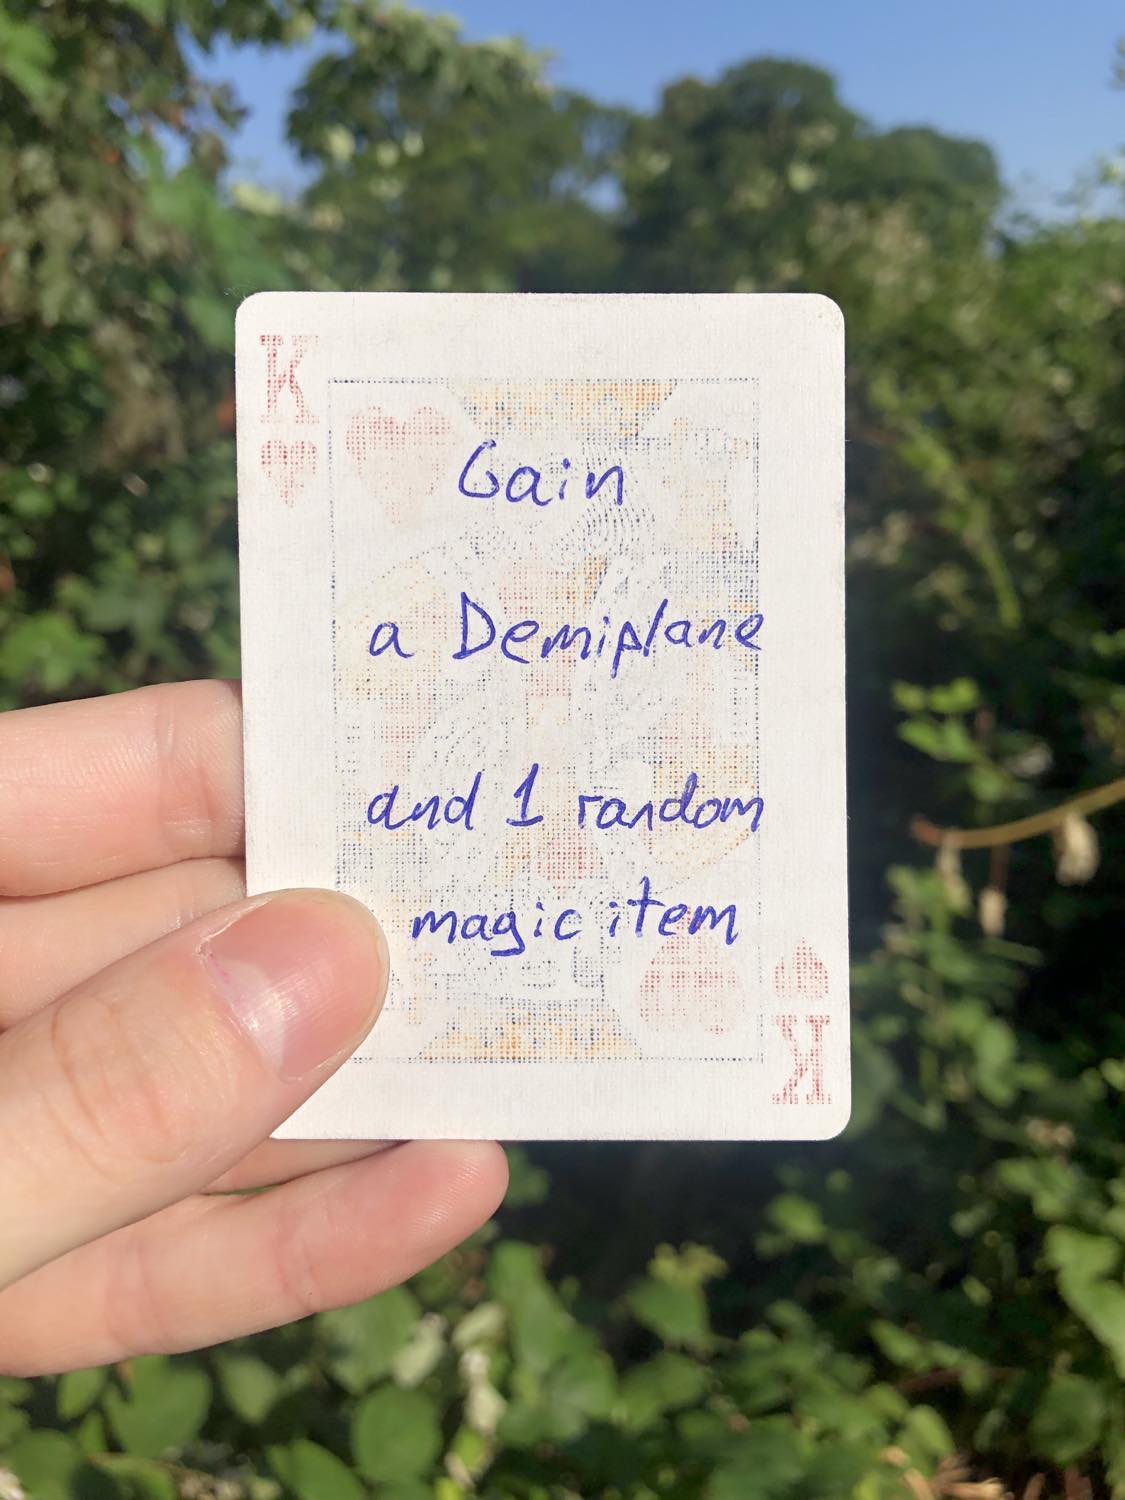 K
Gain
a Demiplane
and 1 random
magic item
K